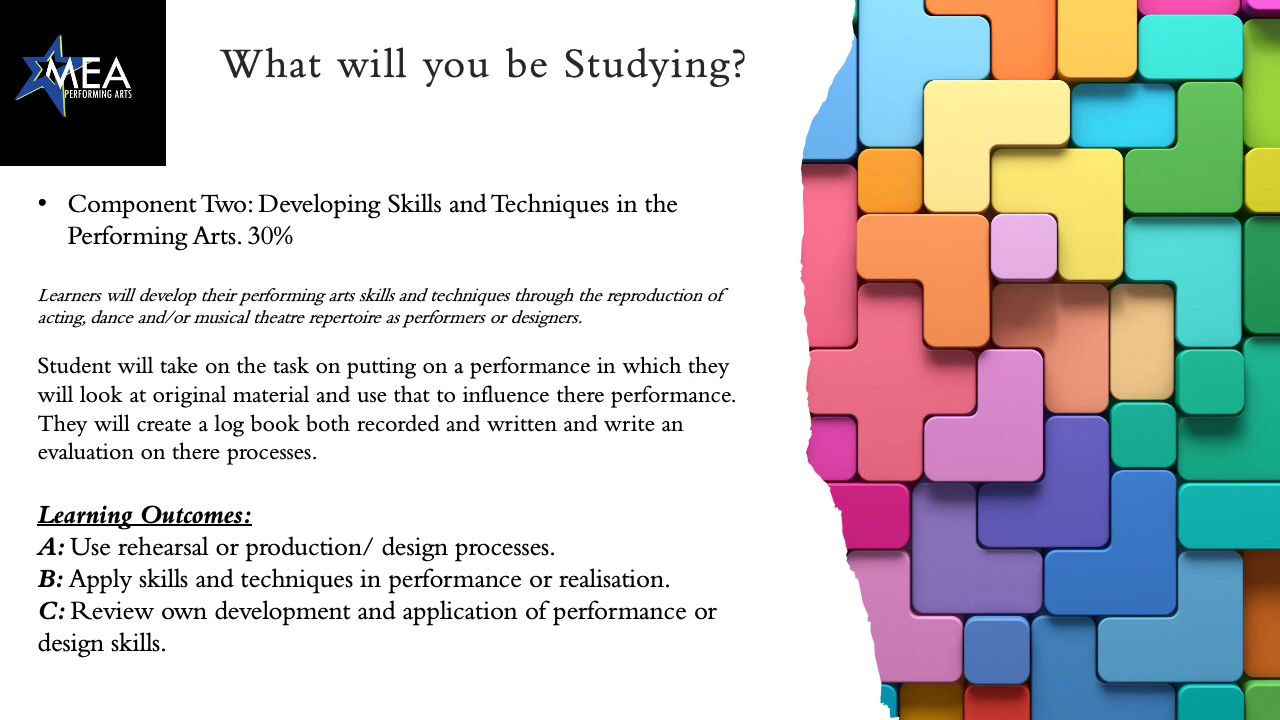 MEA
PERFORMING ARTS
What will you be Studying?
• Component Two: Developing Skills and Techniques in the
Performing Arts. 30%
Learners will develop their performing arts skills and techniques through the reproduction of
acting, dance and/or musical theatre repertoire as performers or designers.
Student will take on the task on putting on a performance in which they
will look at original material and use that to influence there performance.
They will create a log book both recorded and written and write an
evaluation on there processes.
Learning Outcomes:
A: Use rehearsal or production/ design processes.
B: Apply skills and techniques in performance or realisation.
C: Review own development and application of performance or
design skills.